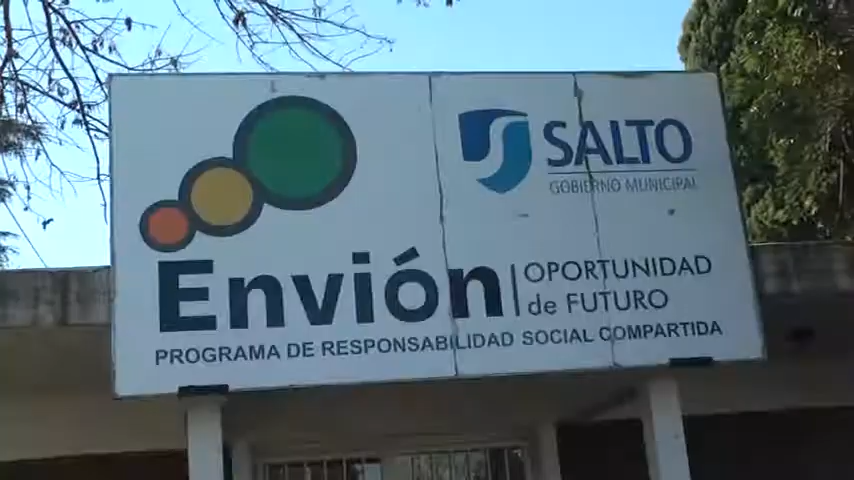 SALTO
GOBIERNO MUNICIPAL
Envión
OPORTUNIDAD
de FUTURO
PROGRAMA DE RESPONSABILIDAD SOCIAL COMPARTIDA